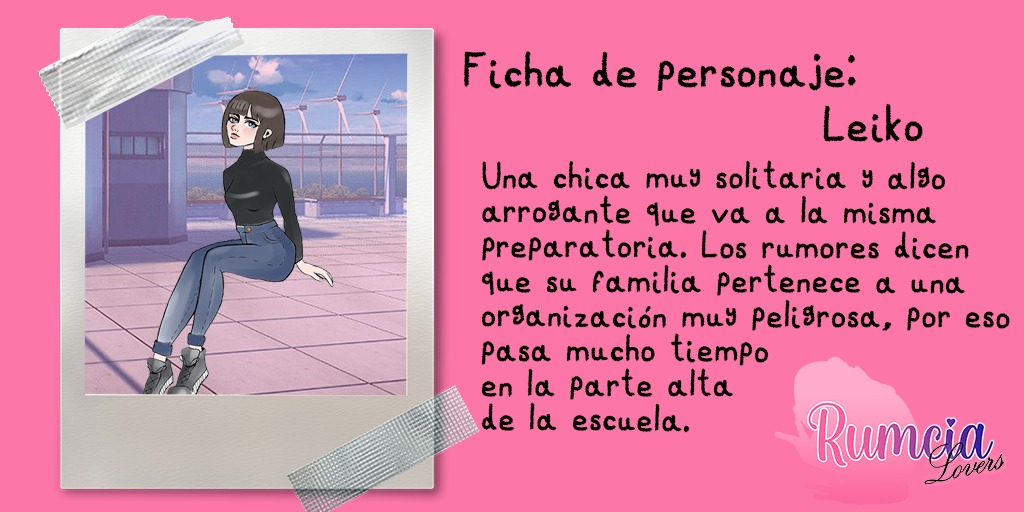 Ficha de personaje:
Leiko
Una chica muy solitaria y algo
arrogante que va a la misma
preparatoria. Los rumores dicen
que su familia pertenece a una
organización muy peligrosa, por eso
pasa mucho tiempo
en la parte alta
de la escuela.
Rumcia
Lovers